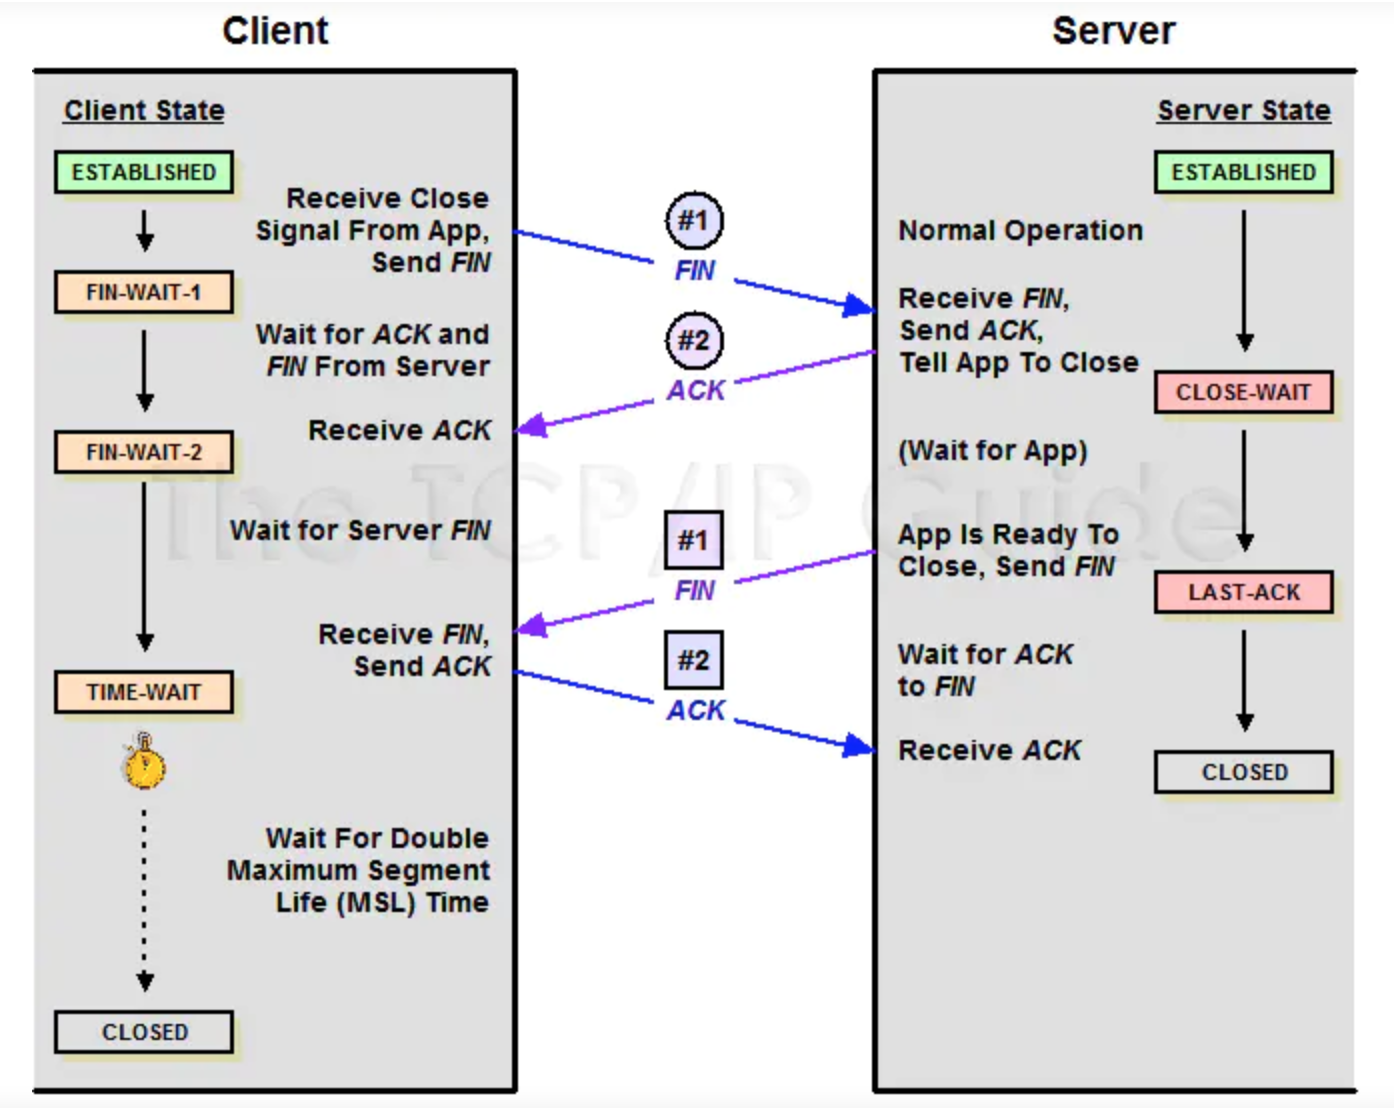 Client
Server
Client State
ESTABLISHED
Receive Close
Signal From App,
Send FIN
FIN-WAIT-1
Wait for ACK and
FIN From Server
Receive ACK
FIN-WAIT-2
Wait for Server FIN
Receive FIN,
Send ACK
TIME-WAIT
Wait For Double
Maximum Segment
Life (MSL) Time
CLOSED
#1
FIN
#2
ACK
#1
FIN
#2
ACK
Server State
ESTABLISHED
Normal Operation
Receive FIN,
Send ACK,
Tell App To Close
CLOSE-WAIT
(Wait for App)
App Is Ready To
Close, Send FIN
LAST-ACK
Wait for ACK
to FIN
Receive ACK
CLOSED
The TCP/IP Guide